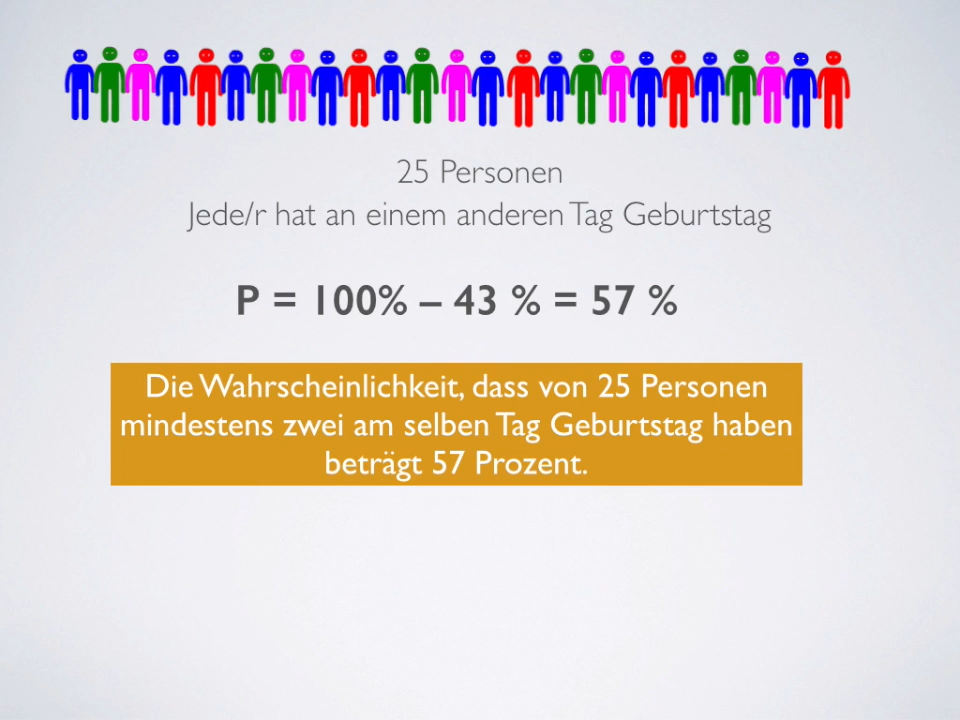 25 Personen
Jede/r hat an einem anderen Tag Geburtstag
P = 100% – 43 % = 57 %
Die Wahrscheinlichkeit, dass von 25 Personen
mindestens zwei am selben Tag Geburtstag haben
beträgt 57 Prozent.